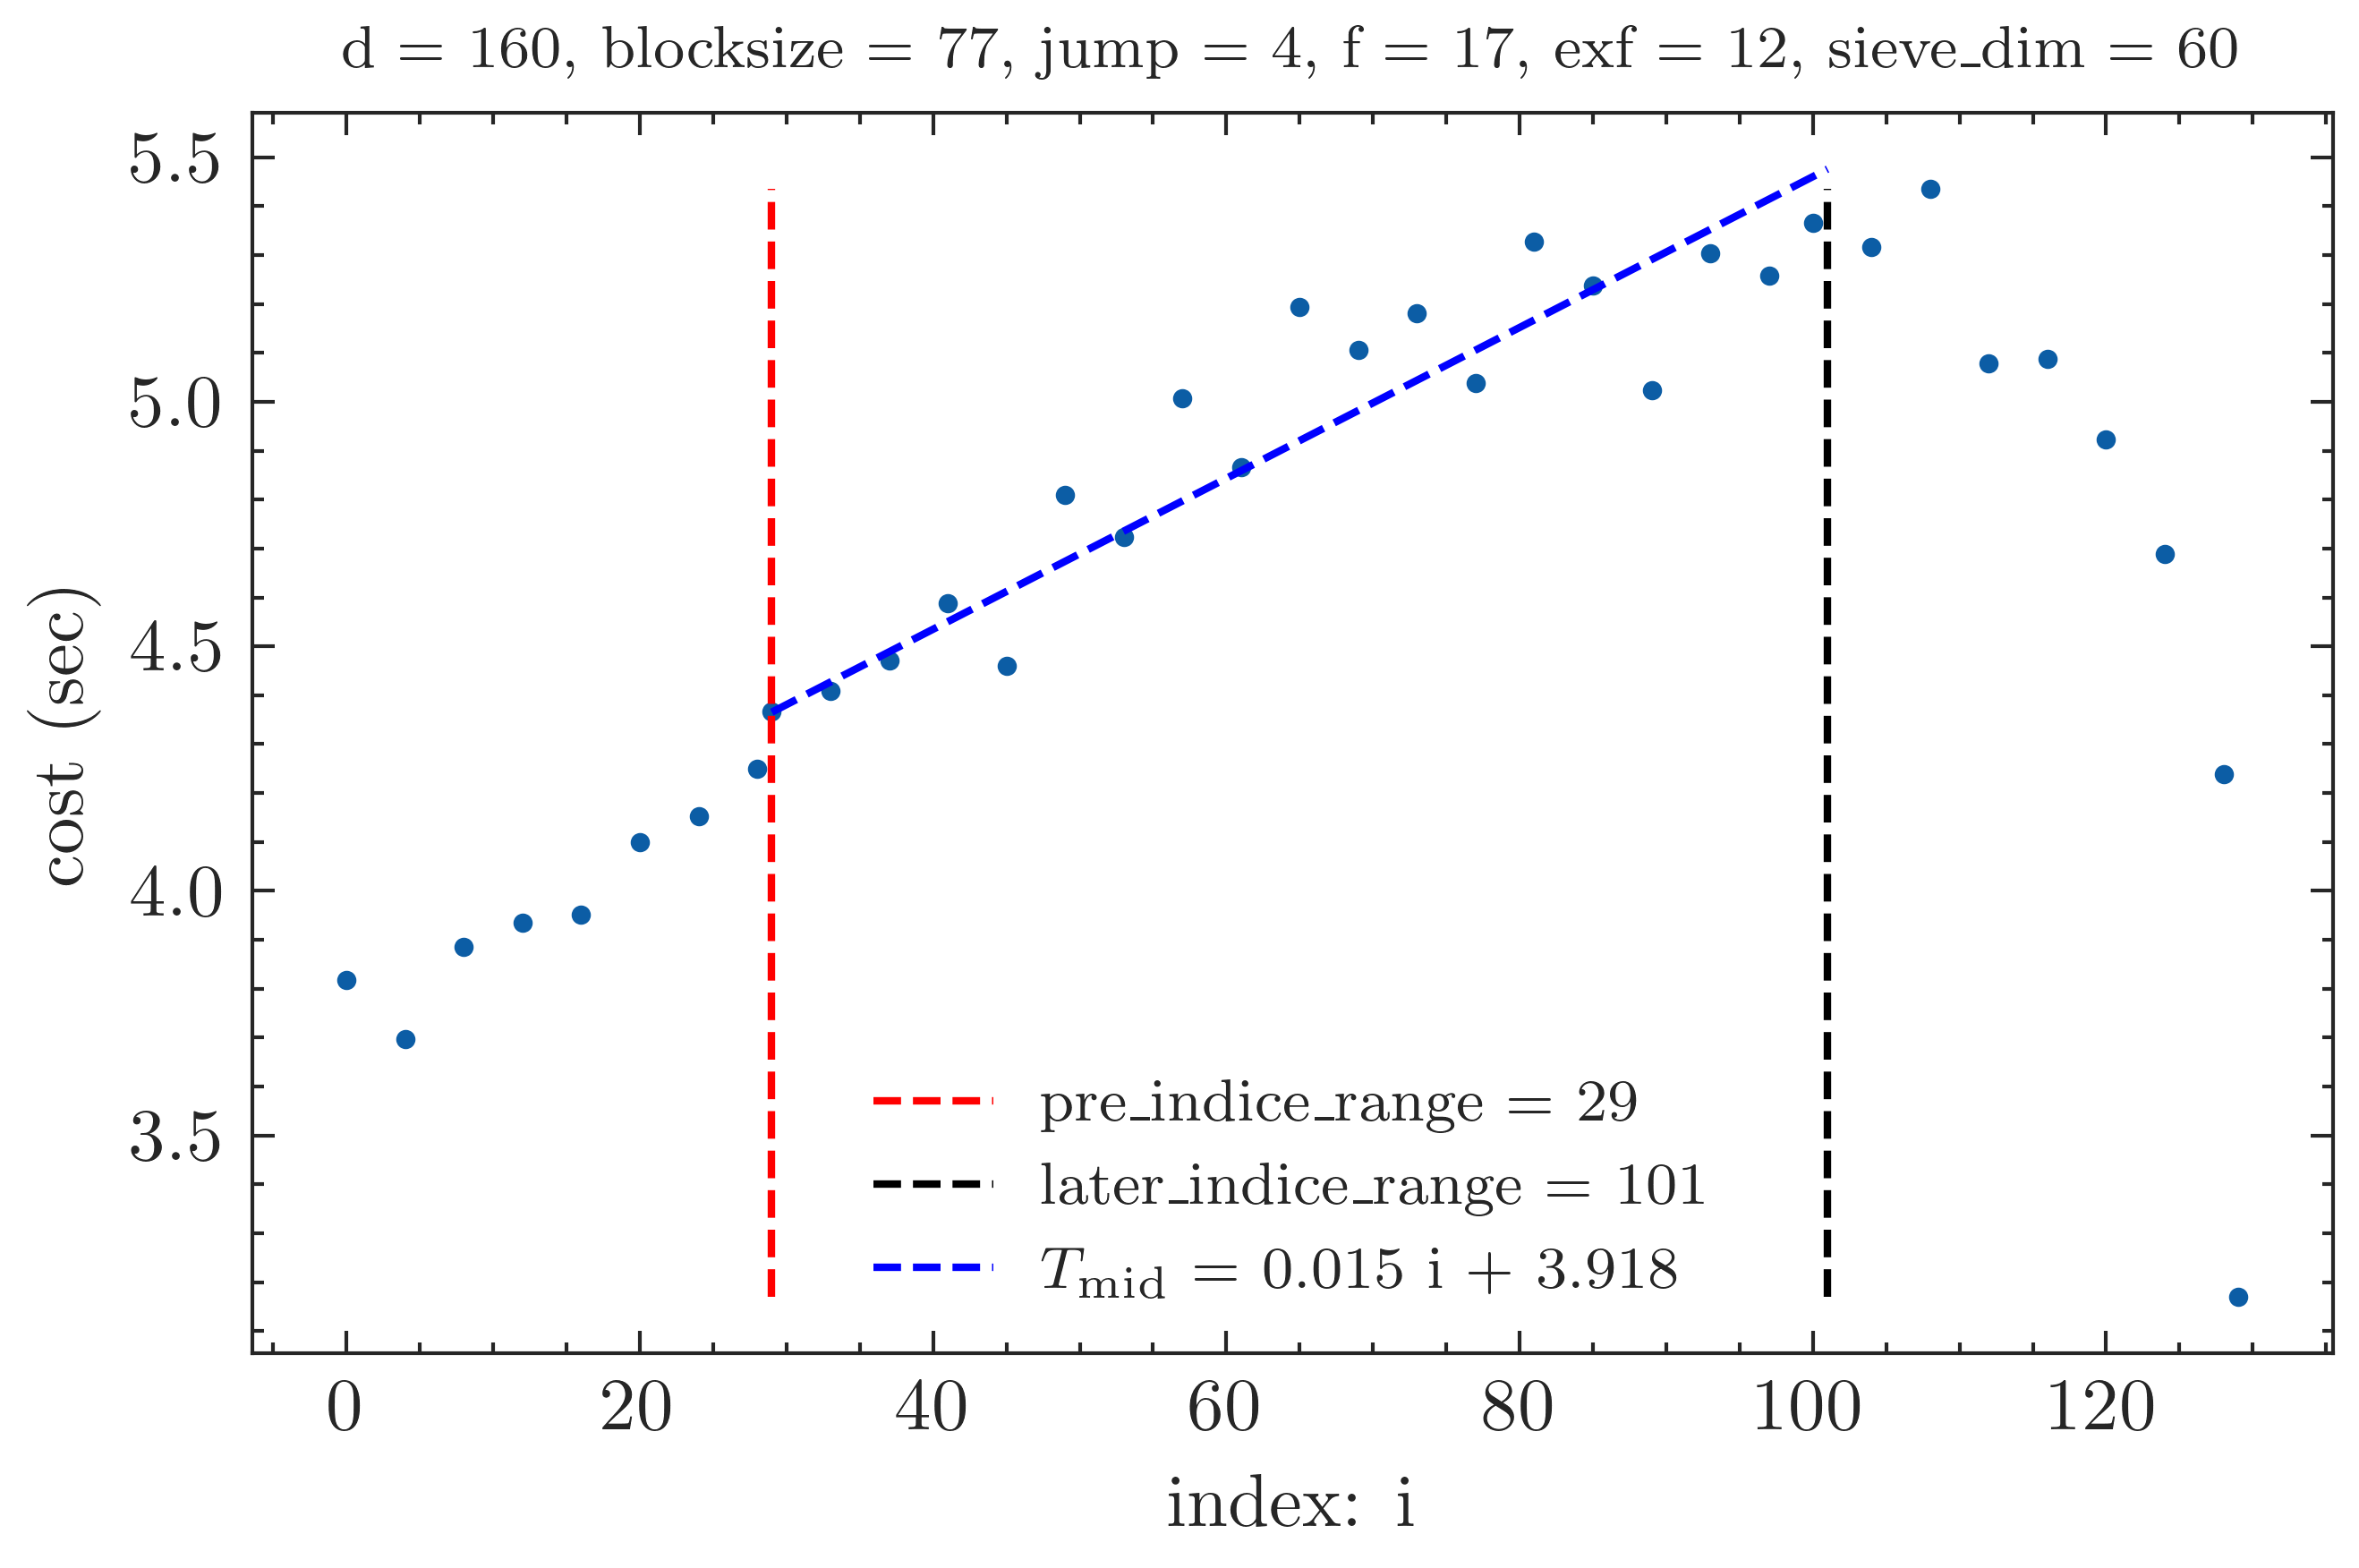 d = 160, blocksize = 77, jump = 4, f = 17, exf = 12, sieve_dim = 60
5.5
5.0
4.5
4.0
3.5
cost (sec)
pre_indice_range = 29
later_indice_range = 101
T_mid = 0.015 i + 3.918
0 20 40 60 80 100 120
index: i